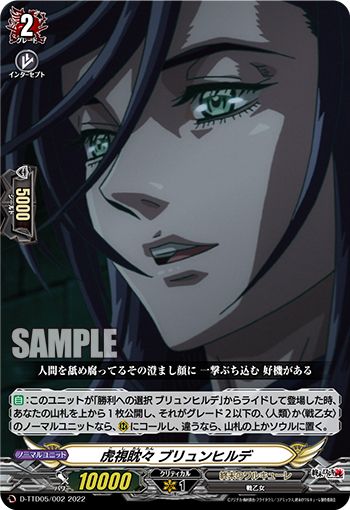 2
グレード
インターセプト
5000
シールド
SAMPLE
人間を舐め腐ってるその澄まし顔に 一撃ぶち込む 好機がある
自:このユニットが「勝利への選択 ブリュンヒルデ」からライドして登場した時、
あなたの山札を上から1枚公開し、それがグレード2以下の、〈人類〉か〈戦乙女〉
のノーマルユニットなら、Rにコールし、違うなら、山札の上からソウルに置く。
ノーマルユニット
虎視眈々 ブリュンヒルデ
パワー
10000
クリティカル
1
終末のワルキューレ
戦乙女
D-TTD05/002 2022